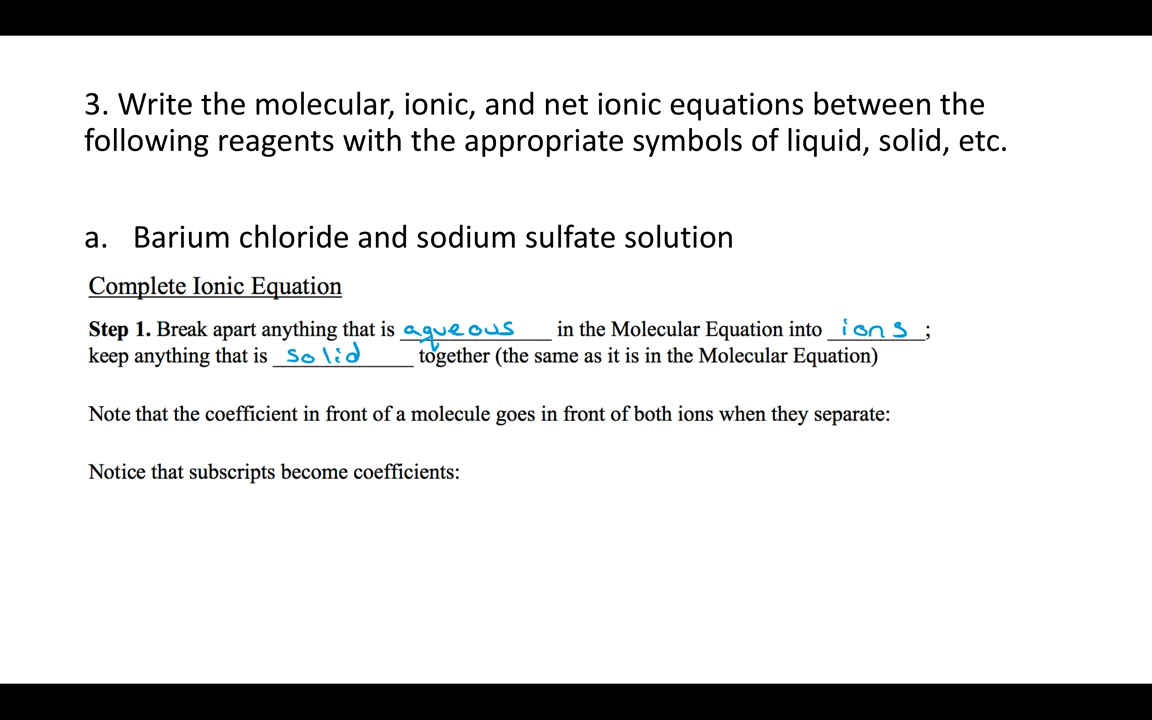 3. Write the molecular, ionic, and net ionic equations between the
following reagents with the appropriate symbols of liquid, solid, etc.
a. Barium chloride and sodium sulfate solution
Complete Ionic Equation
Step 1. Break apart anything that is aqueous in the Molecular Equation into ions;
keep anything that is solid together (the same as it is in the Molecular Equation)
Note that the coefficient in front of a molecule goes in front of both ions when they separate:
Notice that subscripts become coefficients: